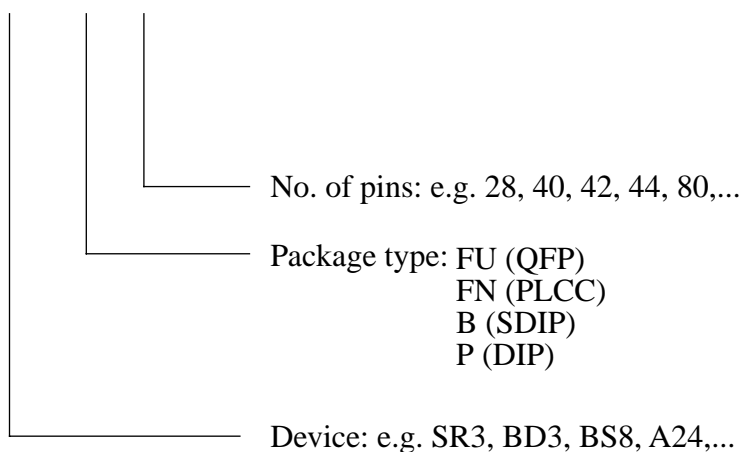 No. of pins: e.g. 28, 40, 42, 44, 80,...
Package type: FU (QFP)
FN (PLCC)
B (SDIP)
P (DIP)
Device: e.g. SR3, BD3, BS8, A24,...